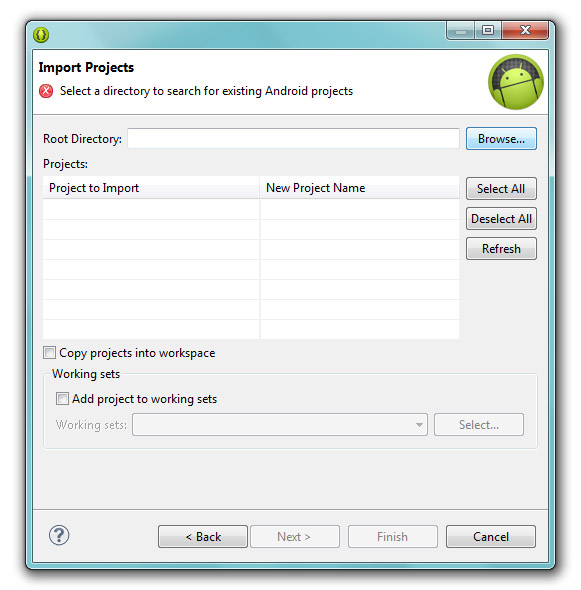 Import Projects
Select a directory to search for existing Android projects
Root Directory:
Browse...
Projects:
Project to Import
New Project Name
Select All
Deselect All
Refresh
Copy projects into workspace
Working sets
Add project to working sets
Working sets:
Select...
?
< Back
Next >
Finish
Cancel